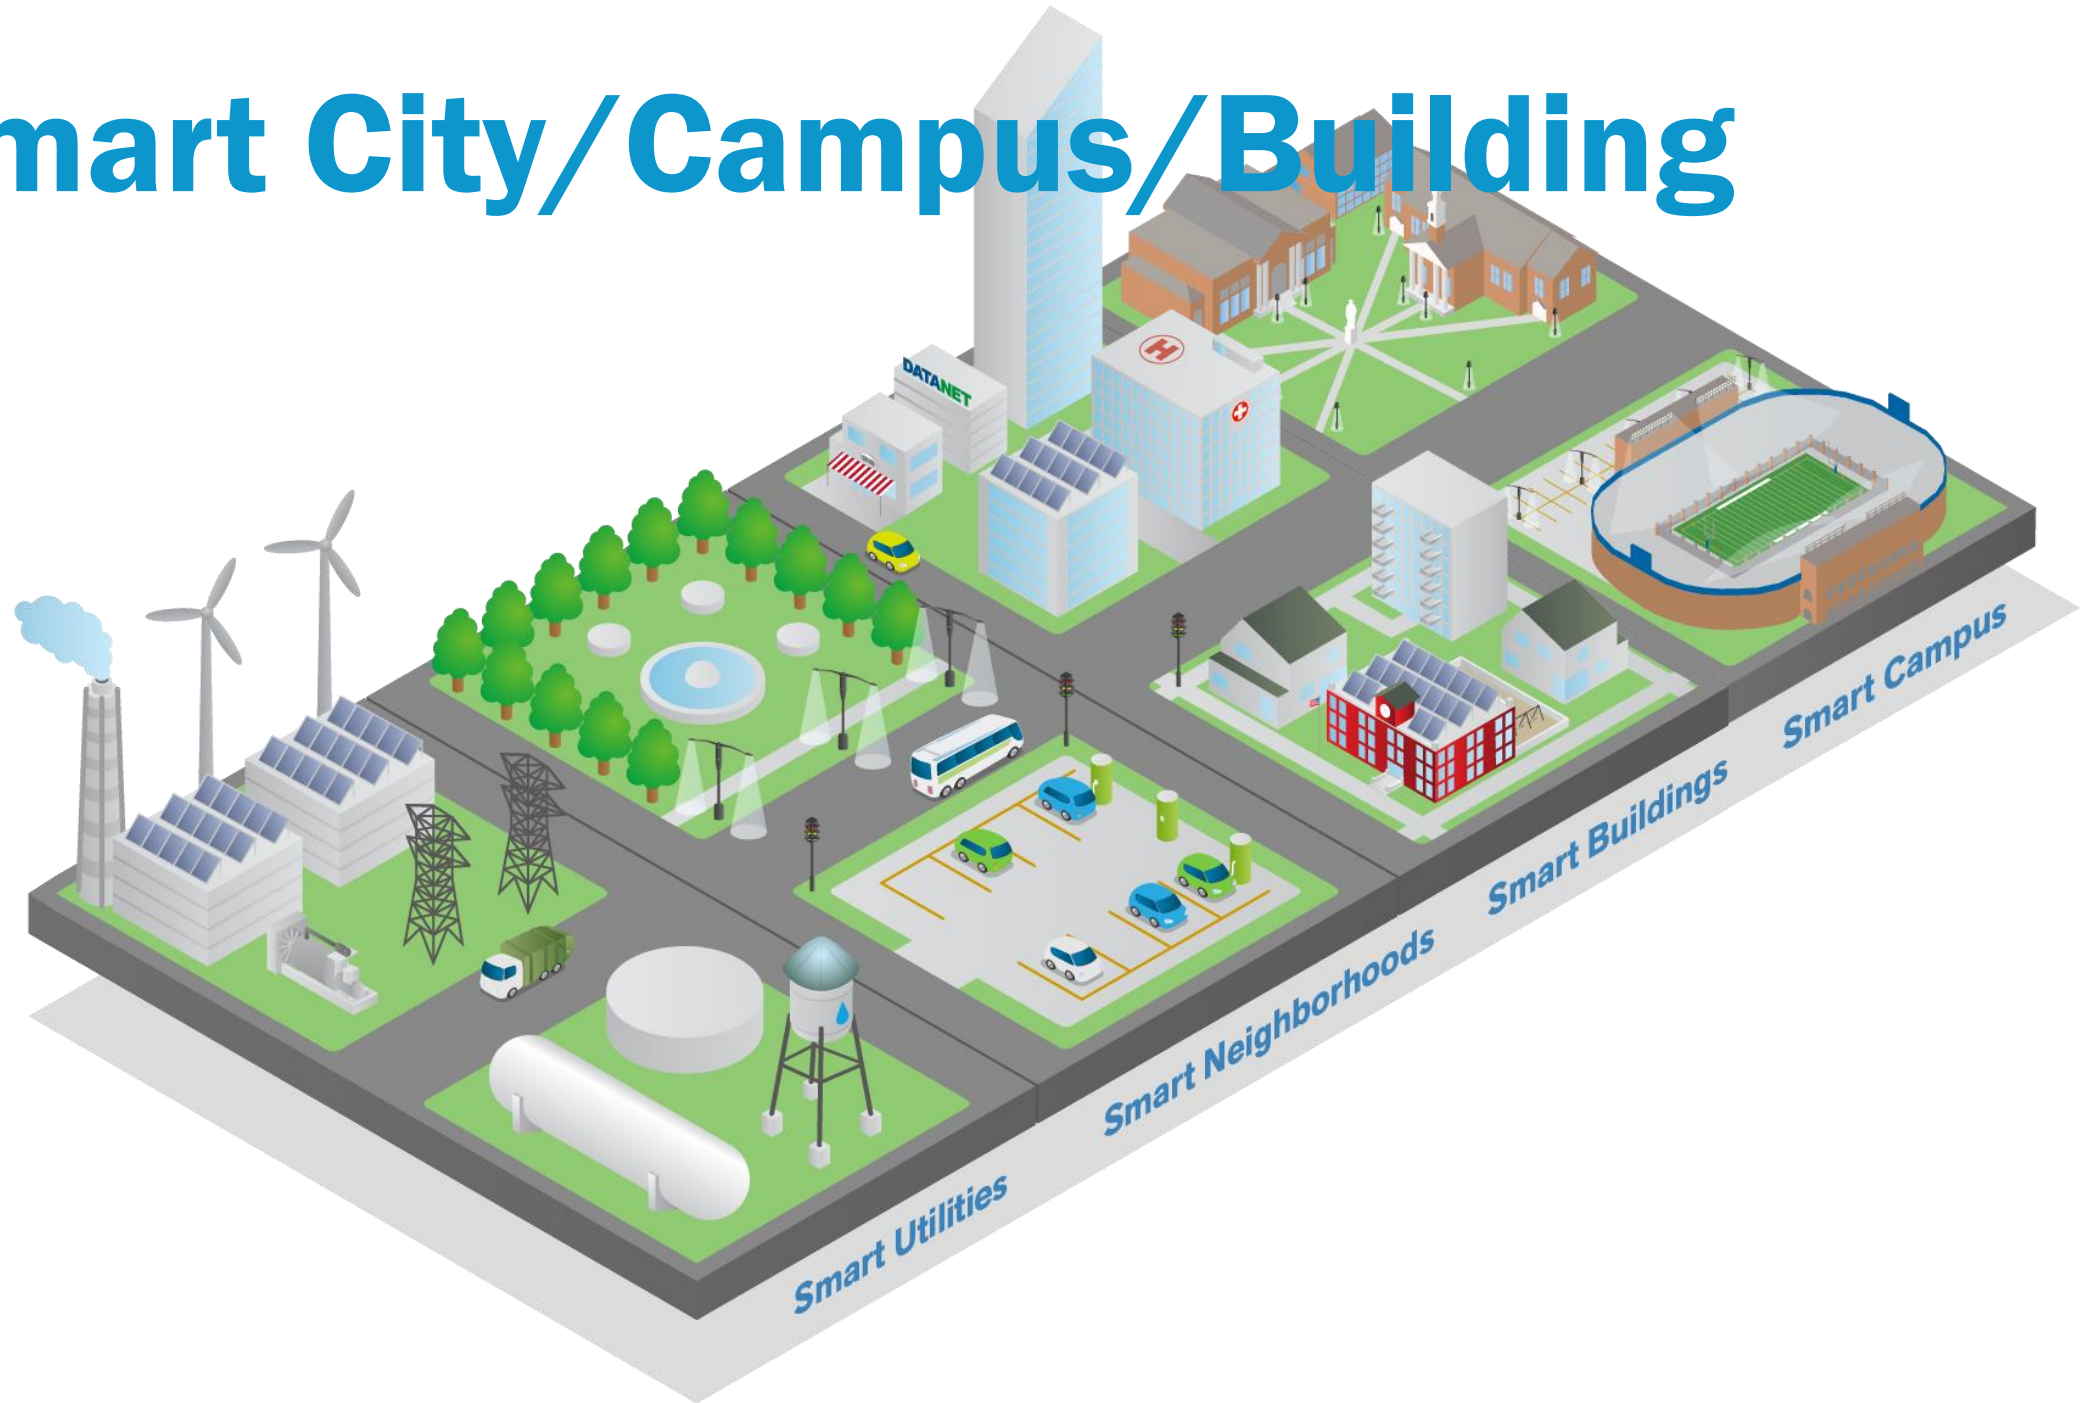 mart City/Campus/Building
H
DATANET
Smart Campus
Smart Buildings
Smart Neighborhoods
Smart Utilities